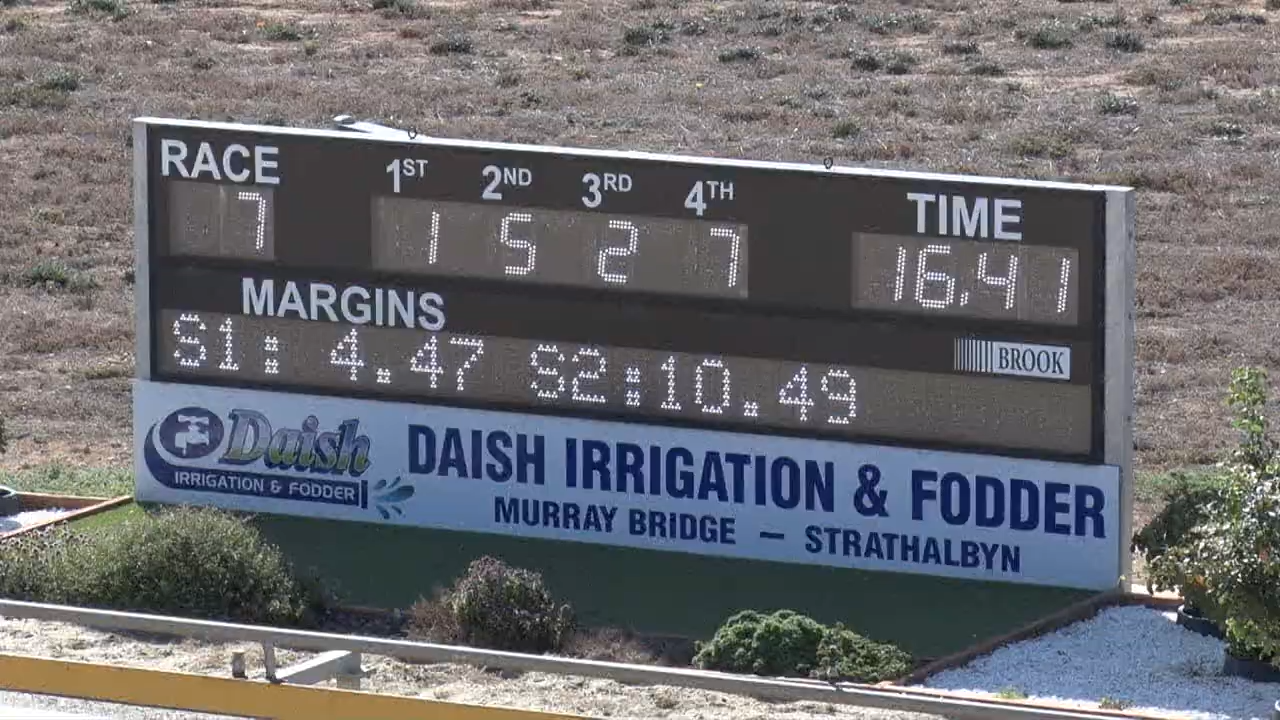 RACE 1ST 2ND 3RD 4TH TIME
7 1 5 2 7 16.41
MARGINS
BROOK
S1: 4.47 S2:10.49
Daish
IRRIGATION & FODDER
DAISH IRRIGATION & FODDER
MURRAY BRIDGE – STRATHALBYN